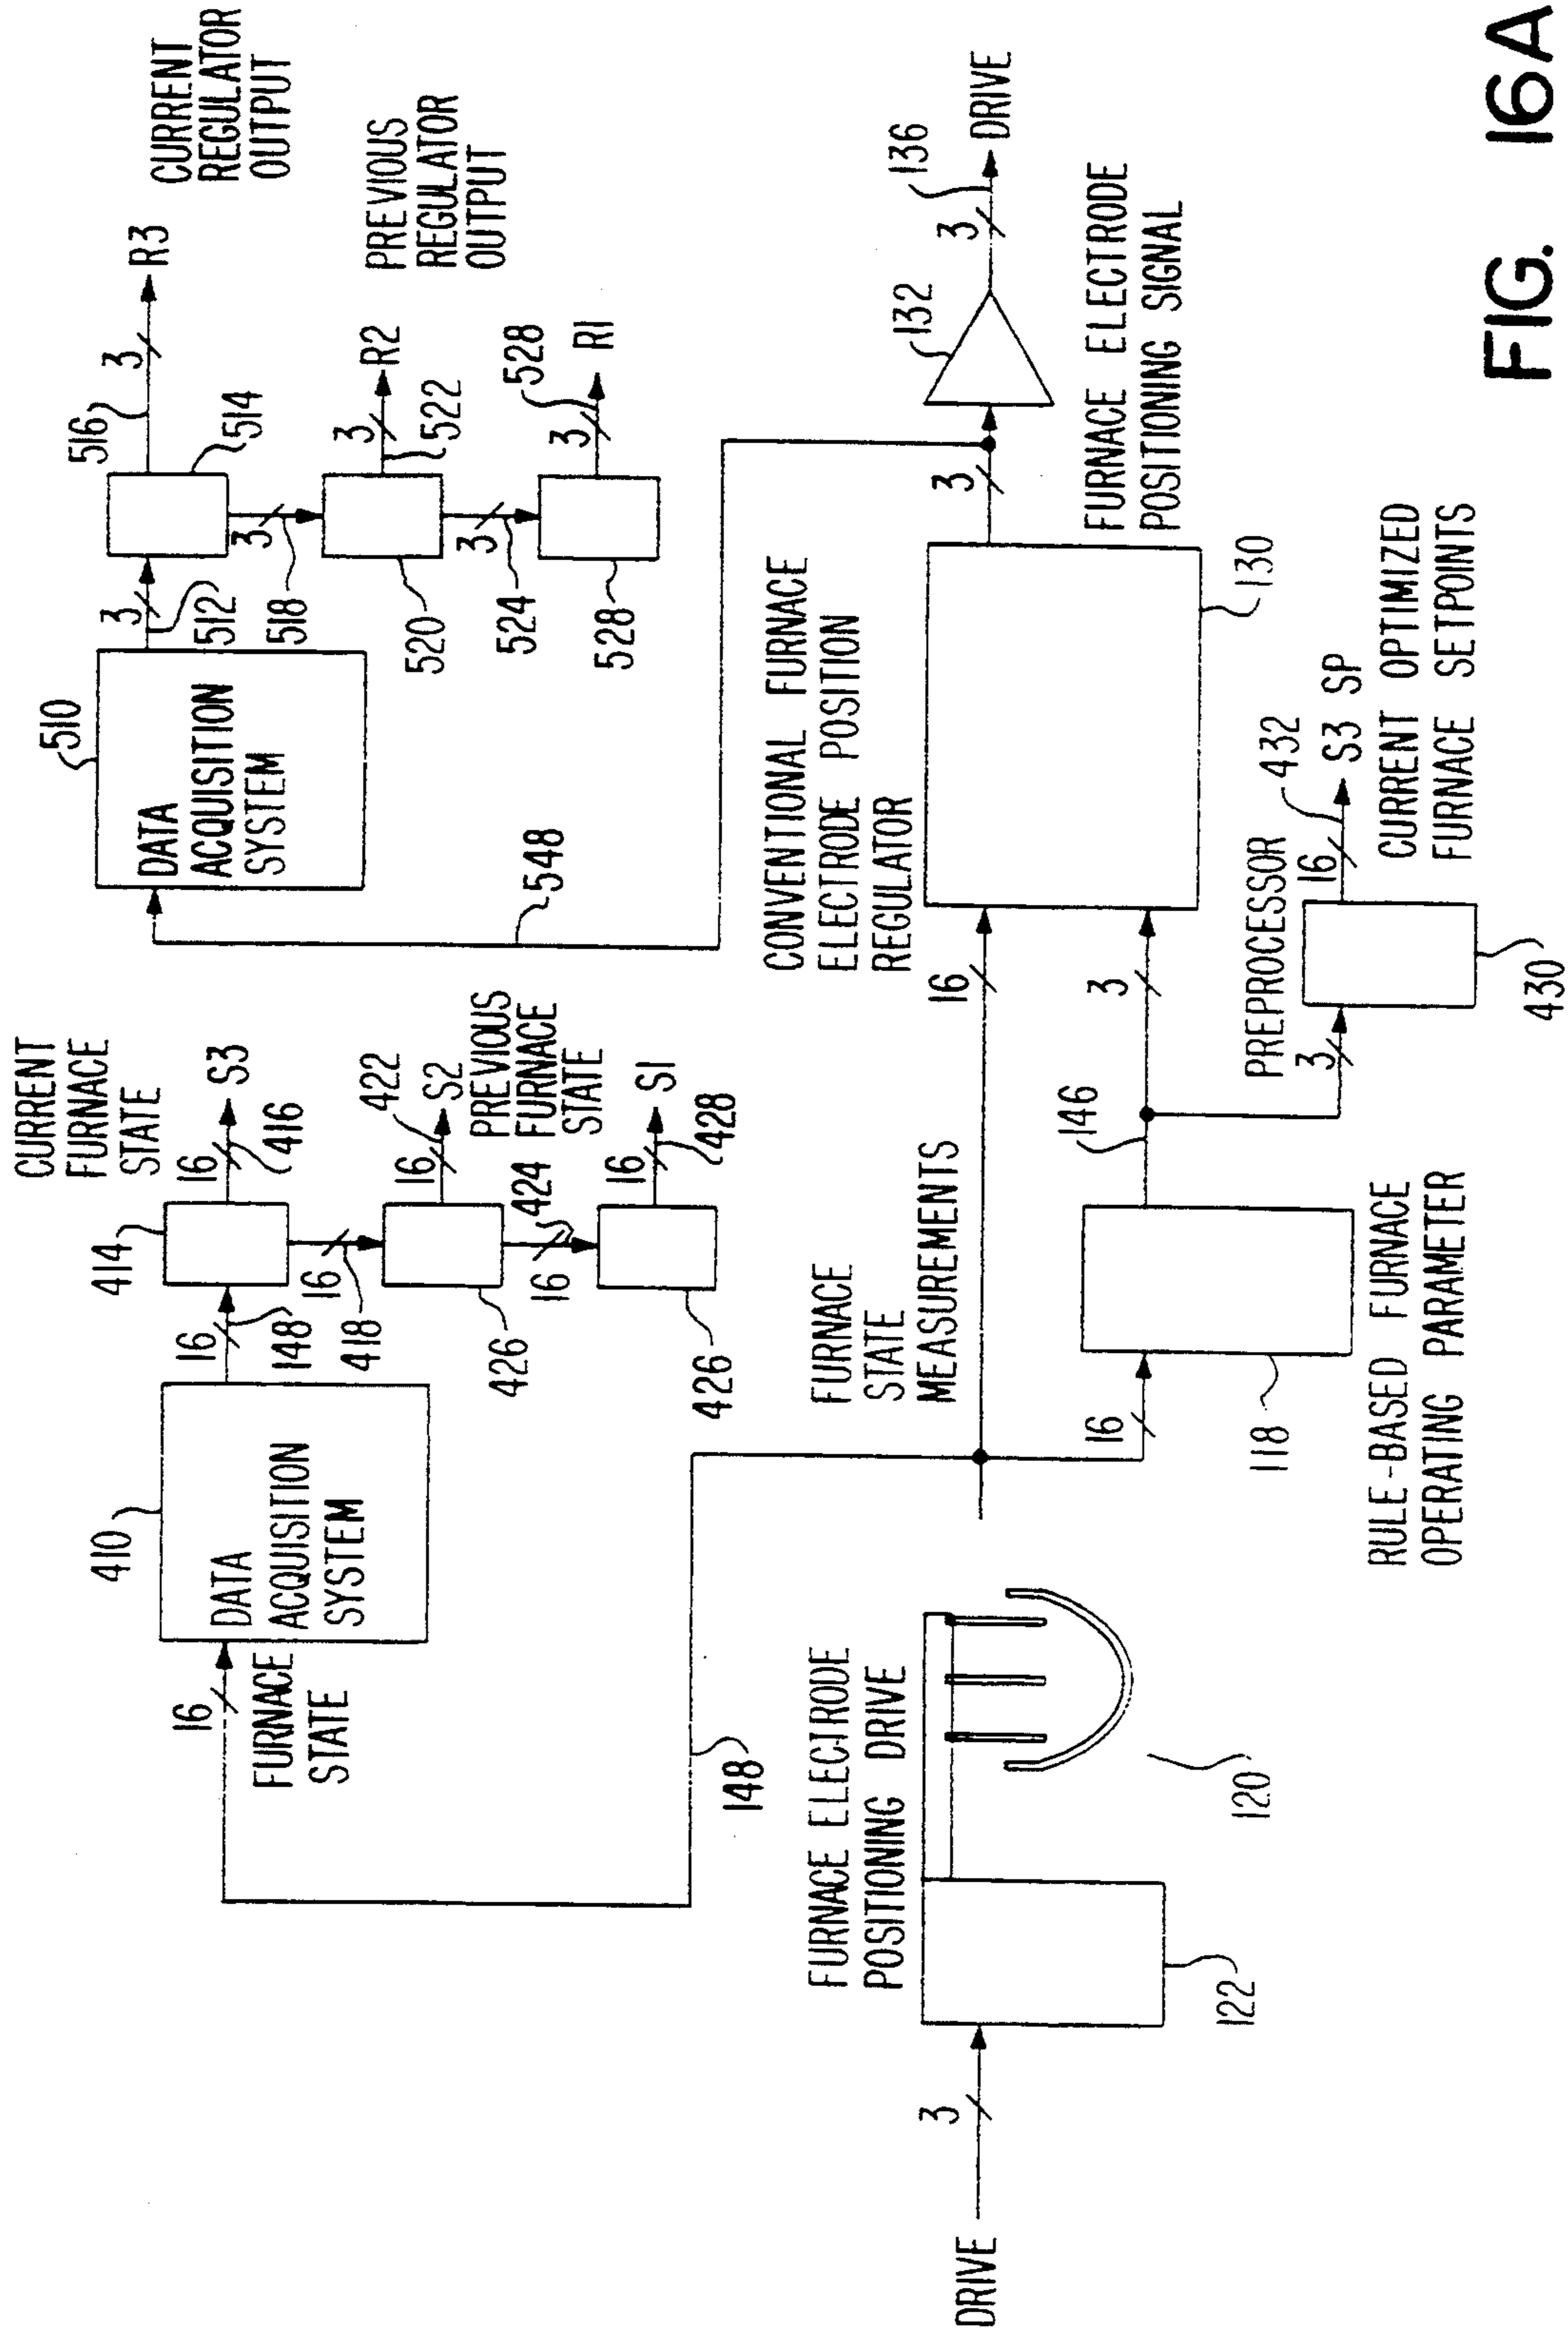 CURRENT
FURNACE
STATE
410
DATA
ACQUISITION
SYSTEM
16
FURNACE
STATE
16
148
414
16
416
S3
16
418
426
16
422
S2
PREVIOUS
FURNACE
STATE
16
424
426
16
428
S1
148
510
DATA
ACQUISITION
SYSTEM
548
3
512
514
516
3
R3
CURRENT
REGULATOR
OUTPUT
3
518
520
3
522
R2
PREVIOUS
REGULATOR
OUTPUT
3
524
528
3
528
R1
DRIVE
3
FURNACE ELECTRODE
POSITIONING DRIVE
122
120
FURNACE
STATE
MEASUREMENTS
16
118
RULE-BASED FURNACE
OPERATING PARAMETER
146
16
3
CONVENTIONAL FURNACE
ELECTRODE POSITION
REGULATOR
130
3
PREPROCESSOR
430
16
432
S3 SP
CURRENT OPTIMIZED
FURNACE SETPOINTS
3
FURNACE ELECTRODE
POSITIONING SIGNAL
132
3
136
DRIVE
FIG. 16A